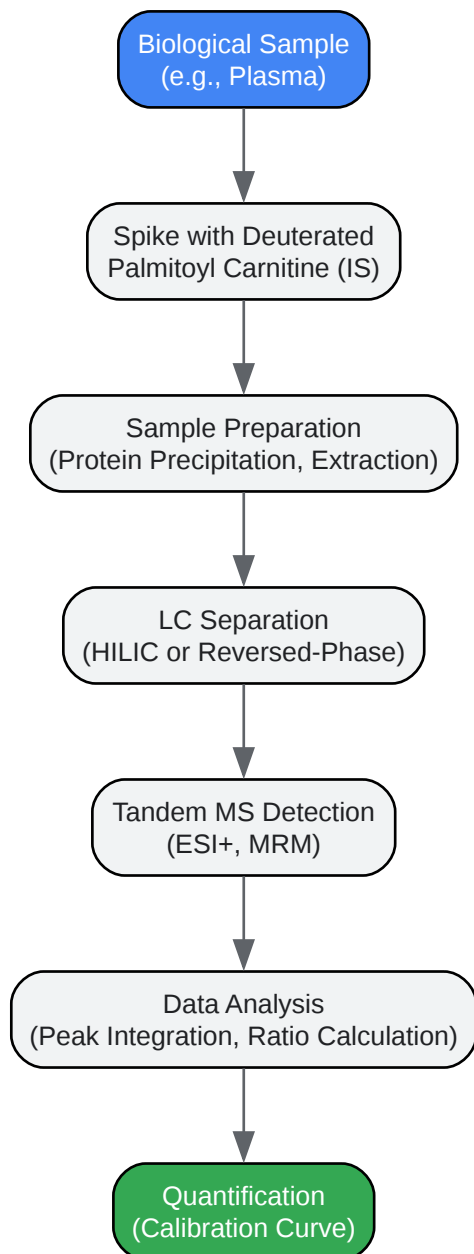 Biological Sample
(e.g., Plasma)
Spike with Deuterated
Palmitoyl Carnitine (IS)
Sample Preparation
(Protein Precipitation, Extraction)
LC Separation
(HILIC or Reversed-Phase)
Tandem MS Detection
(ESI+, MRM)
Data Analysis
(Peak Integration, Ratio Calculation)
Quantification
(Calibration Curve)